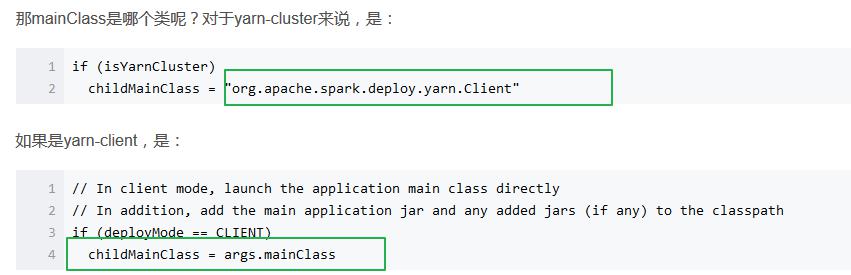 那mainClass是哪个类呢？对于yarn-cluster来说，是：
1 if (isYarnCluster)
2 childMainClass = "org.apache.spark.deploy.yarn.Client"
如果是yarn-client，是：
1 // In client mode, launch the application main class directly
2 // In addition, add the main application jar and any added jars (if any) to the classpath
3 if (deployMode == CLIENT)
4 childMainClass = args.mainClass